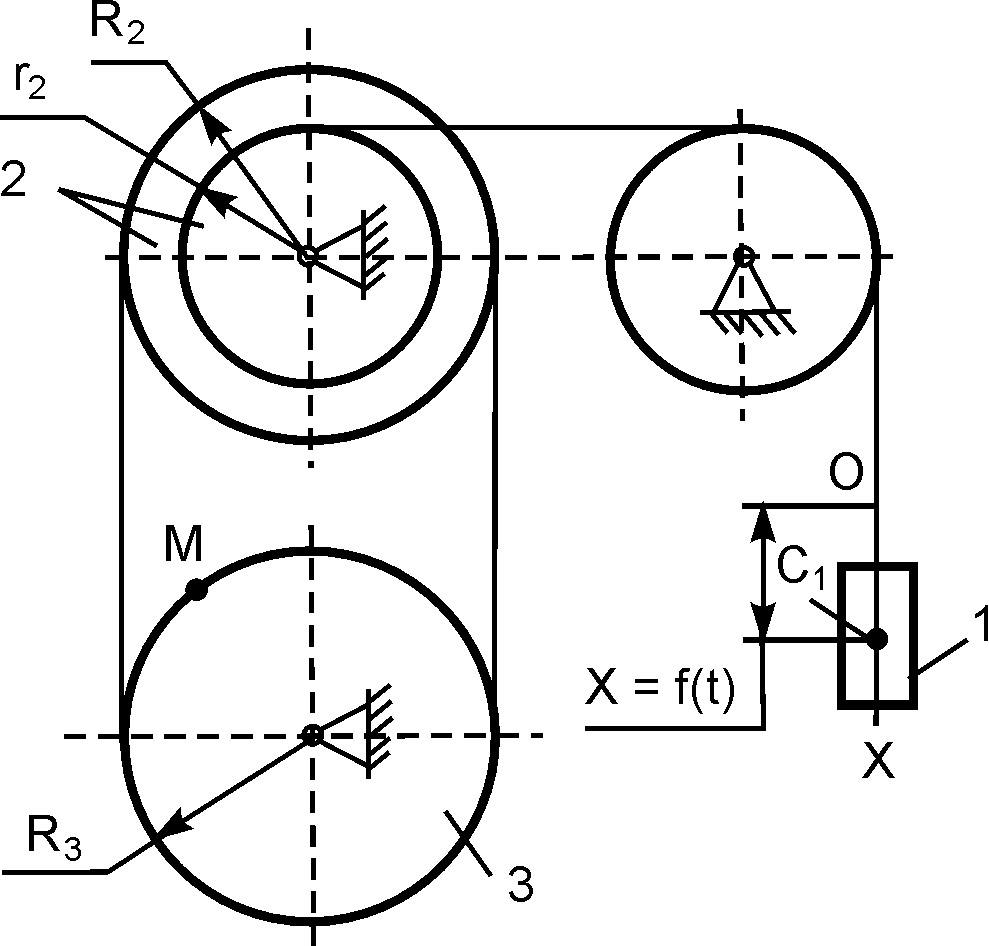 R₂
r₂
2
O
M
C₁
1
X = f(t)
X
R₃
3